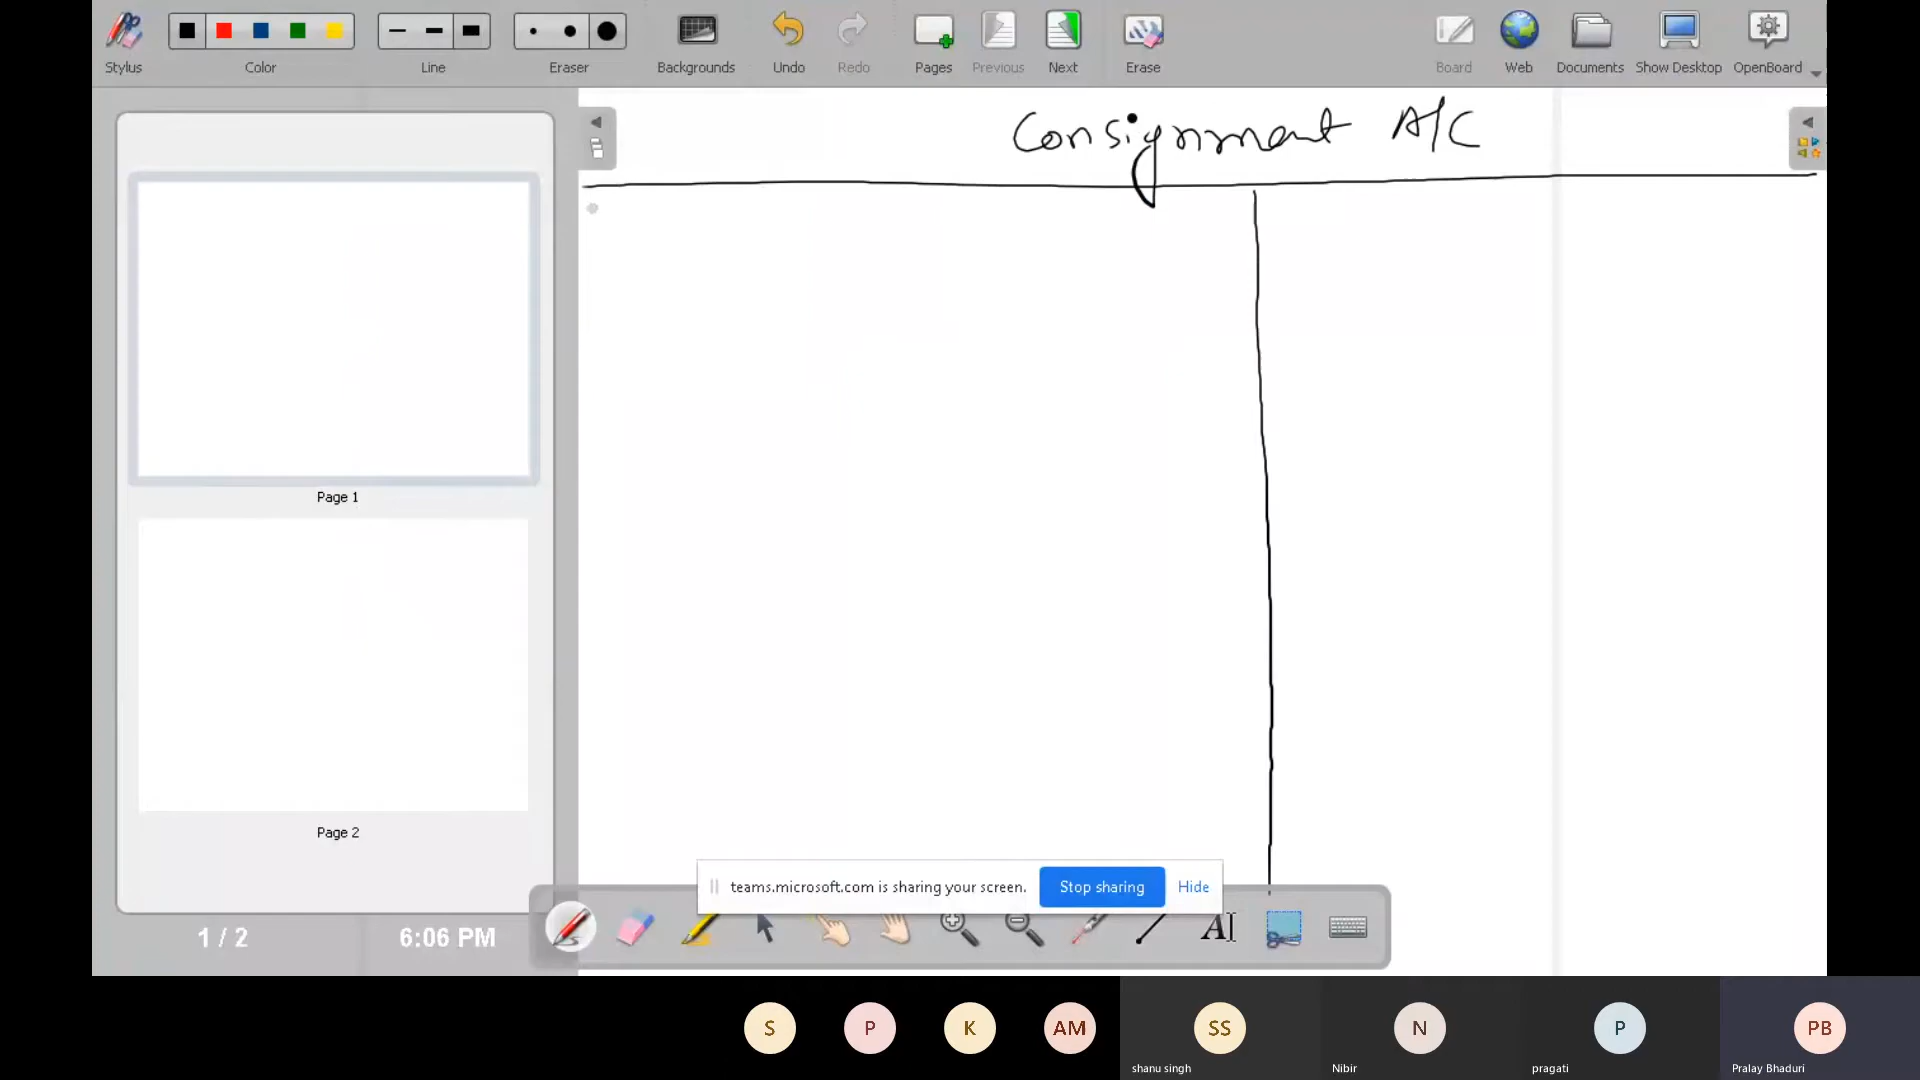 Stylus Color Line Eraser Backgrounds Undo Redo Pages Previous Next Erase Board Web Documents Show Desktop OpenBoard
Consignment A/C
Page 1
Page 2
teams.microsoft.com is sharing your screen. Stop sharing Hide
1 / 2 6:06 PM
S P K AM SS N P PB
shanu singh Nibir pragati Pralay Bhaduri